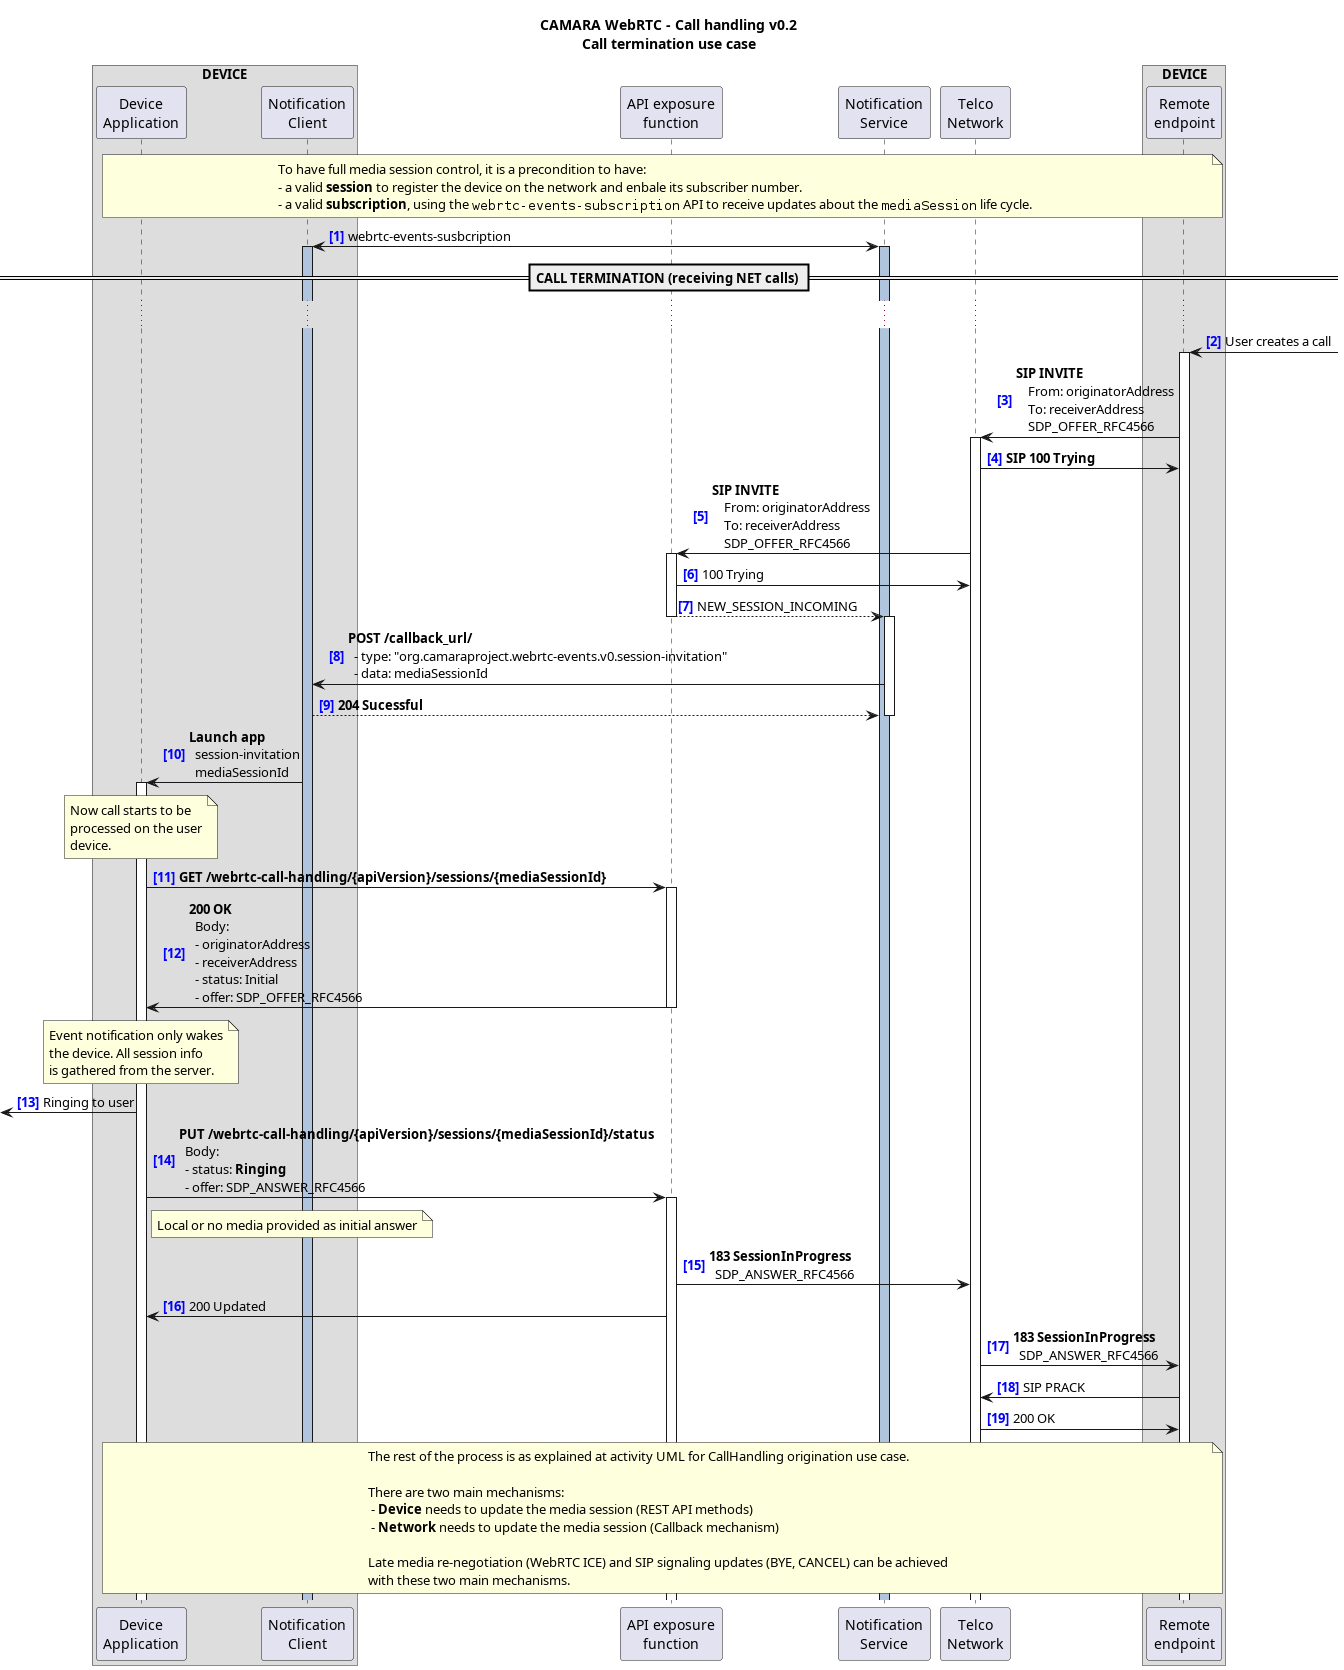 CAMARA WebRTC - Call handling v0.2
Call termination use case
DEVICE
DEVICE
Device
Application
Notification
Client
API exposure
function
Notification
Service
Telco
Network
Remote
endpoint
To have full media session control, it is a precondition to have:
- a valid session to register the device on the network and enbale its subscriber number.
- a valid subscription, using the webrtc-events-subscription API to receive updates about the mediaSession life cycle.
[1] webrtc-events-susbcription
CALL TERMINATION (receiving NET calls)
[2] User creates a call
[3] SIP INVITE
From: originatorAddress
To: receiverAddress
SDP_OFFER_RFC4566
[4] SIP 100 Trying
[5] SIP INVITE
From: originatorAddress
To: receiverAddress
SDP_OFFER_RFC4566
[6] 100 Trying
[7] NEW_SESSION_INCOMING
[8] POST /callback_url/
- type: "org.camaraproject.webrtc-events.v0.session-invitation"
- data: mediaSessionId
[9] 204 Sucessful
[10] Launch app
session-invitation
mediaSessionId
Now call starts to be
processed on the user
device.
[11] GET /webrtc-call-handling/{apiVersion}/sessions/{mediaSessionId}
[12] 200 OK
Body:
- originatorAddress
- receiverAddress
- status: Initial
- offer: SDP_OFFER_RFC4566
Event notification only wakes
the device. All session info
is gathered from the server.
[13] Ringing to user
[14] PUT /webrtc-call-handling/{apiVersion}/sessions/{mediaSessionId}/status
Body:
- status: Ringing
- offer: SDP_ANSWER_RFC4566
Local or no media provided as initial answer
[15] 183 SessionInProgress
SDP_ANSWER_RFC4566
[16] 200 Updated
[17] 183 SessionInProgress
SDP_ANSWER_RFC4566
[18] SIP PRACK
[19] 200 OK
The rest of the process is as explained at activity UML for CallHandling origination use case.
There are two main mechanisms:
- Device needs to update the media session (REST API methods)
- Network needs to update the media session (Callback mechanism)
Late media re-negotiation (WebRTC ICE) and SIP signaling updates (BYE, CANCEL) can be achieved
with these two main mechanisms.
Device
Application
Notification
Client
API exposure
function
Notification
Service
Telco
Network
Remote
endpoint